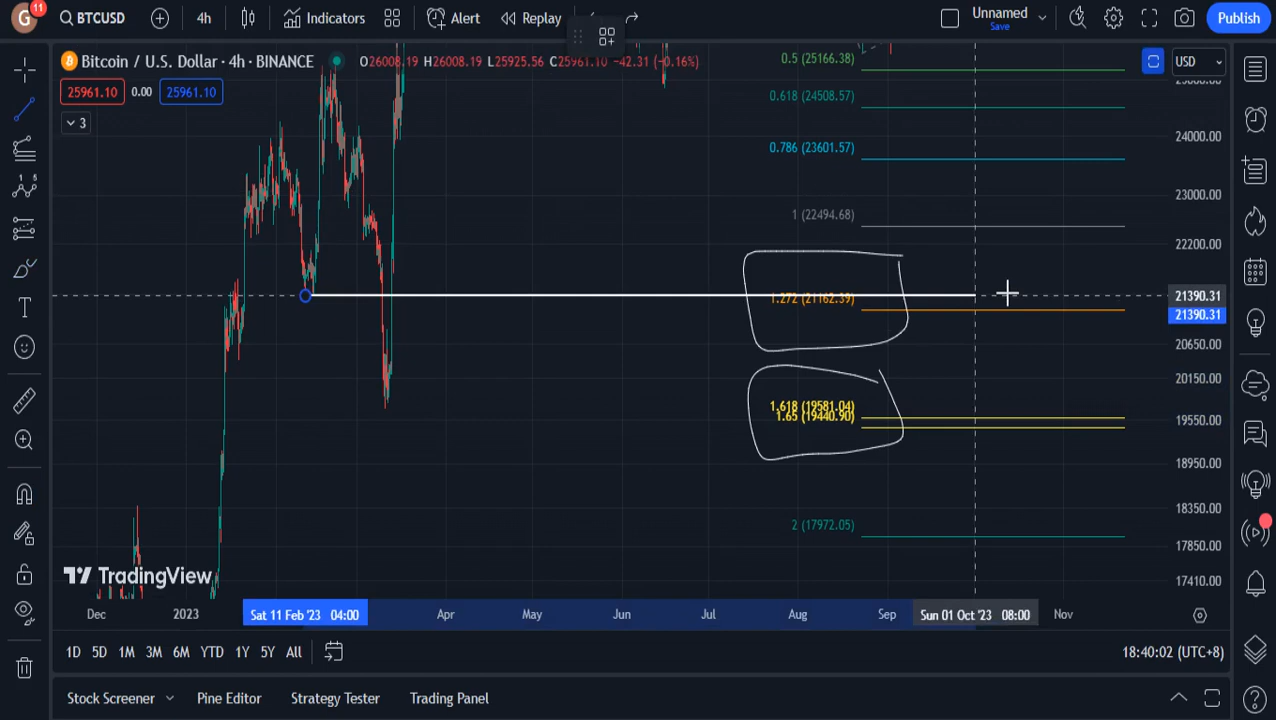 G
11
BTCUSD
4h
Indicators
Alert
Replay
Unnamed
Save
Publish
Bitcoin / U.S. Dollar · 4h · BINANCE
O26008.19 H26008.19 L25925.56 C25961.10 -42.31 (-0.16%)
USD
25961.10 0.00 25961.10
3
0.5 (25166.38)
0.618 (24508.57)
0.786 (23601.57)
1 (22494.68)
1.272 (21162.39)
1.618 (19581.04)
1.65 (19440.90)
2 (17972.05)
24000.00
23000.00
22200.00
21390.31
21390.31
20650.00
20150.00
19550.00
18950.00
18350.00
17850.00
17410.00
TradingView
Dec 2023 Sat 11 Feb '23 04:00 Apr May Jun Jul Aug Sep Sun 01 Oct '23 08:00 Nov
1D 5D 1M 3M 6M YTD 1Y 5Y All
18:40:02 (UTC+8)
Stock Screener Pine Editor Strategy Tester Trading Panel